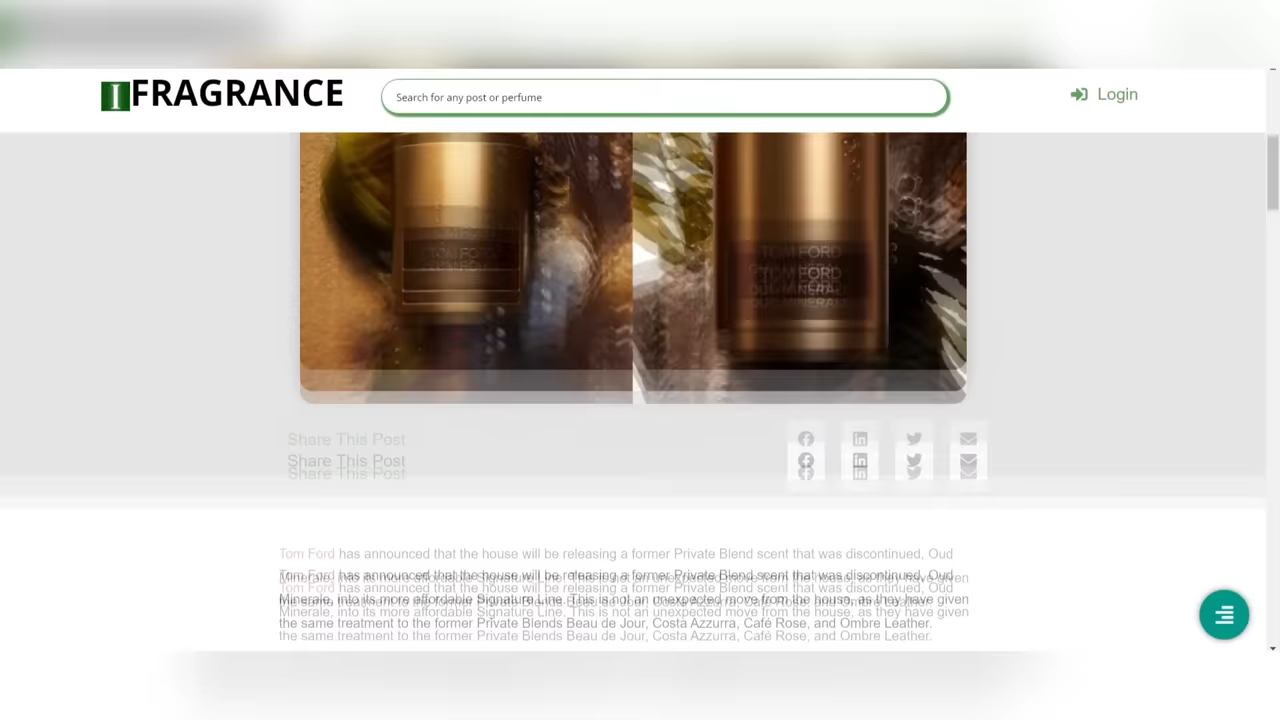 I FRAGRANCE
Search for any post or perfume
Login
TOM FORD
TOM FORD
OUD MINERALE
Share This Post
Tom Ford has announced that the house will be releasing a former Private Blend scent that was discontinued, Oud
Minerale, into its more affordable Signature Line. This is not an unexpected move from the house, as they have given
the same treatment to the former Private Blends Beau de Jour, Costa Azzurra, Café Rose, and Ombre Leather.